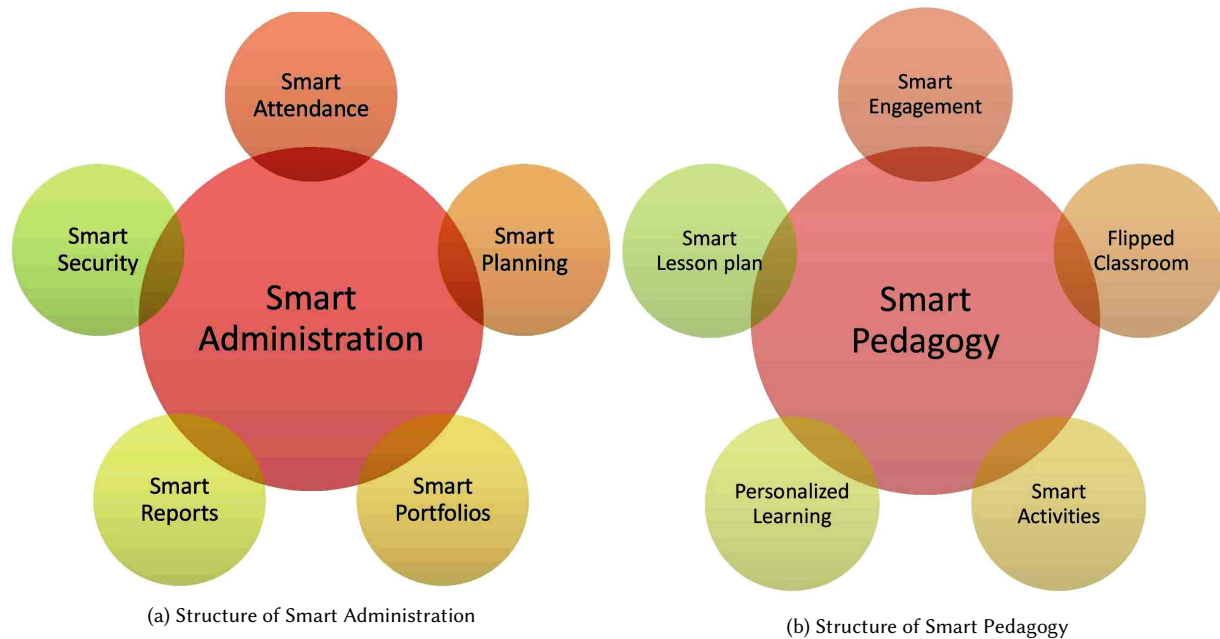 Smart
Attendance
Smart
Security
Smart
Planning
Smart
Administration
Smart
Reports
Smart
Portfolios
(a) Structure of Smart Administration
Smart
Engagement
Smart
Lesson plan
Flipped
Classroom
Smart
Pedagogy
Personalized
Learning
Smart
Activities
(b) Structure of Smart Pedagogy